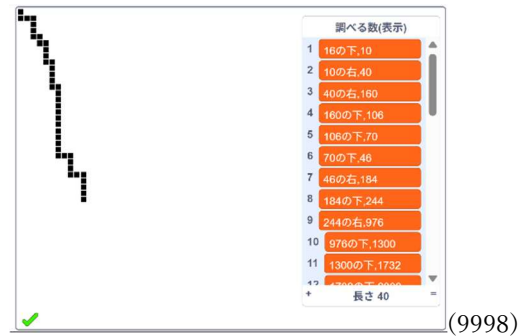 調べる数(表示)
1 16の下,10
2 10の右,40
3 40の右,160
4 160の下,106
5 106の下,70
6 70の下,46
7 46の右,184
8 184の下,244
9 244の右,976
10 976の下,1300
11 1300の下,1732
12
+ 長さ 40 =
(9998)